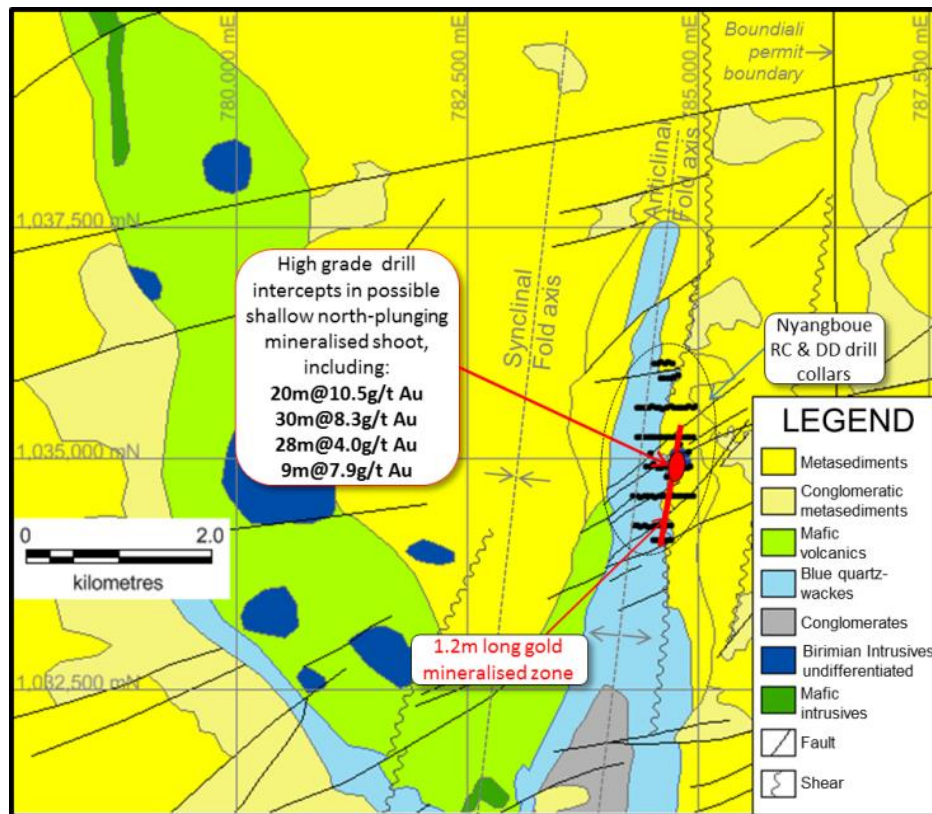 780,000 mE
782,500 mE
785,000 mE
787,500 mE
Boundiali
permit
boundary
1,037,500 mN
Anticlinal
Fold axis
High grade drill
intercepts in possible
shallow north-plunging
mineralised shoot,
including:
20m@10.5g/t Au
30m@8.3g/t Au
28m@4.0g/t Au
9m@7.9g/t Au
Synclinal
Fold axis
Nyangboue
RC & DD drill
collars
1,035,000 mN
0
2.0
kilometres
1.2m long gold
mineralised zone
1,032,500 mN
LEGEND
Metasediments
Conglomeratic
metasediments
Mafic
volcanics
Blue quartz-
wackes
Conglomerates
Birimian Intrusives
undifferentiated
Mafic
intrusives
Fault
Shear